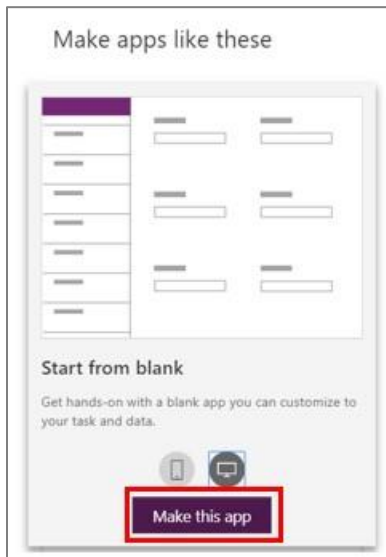 Make apps like these
Start from blank
Get hands-on with a blank app you can customize to
your task and data.
Make this app